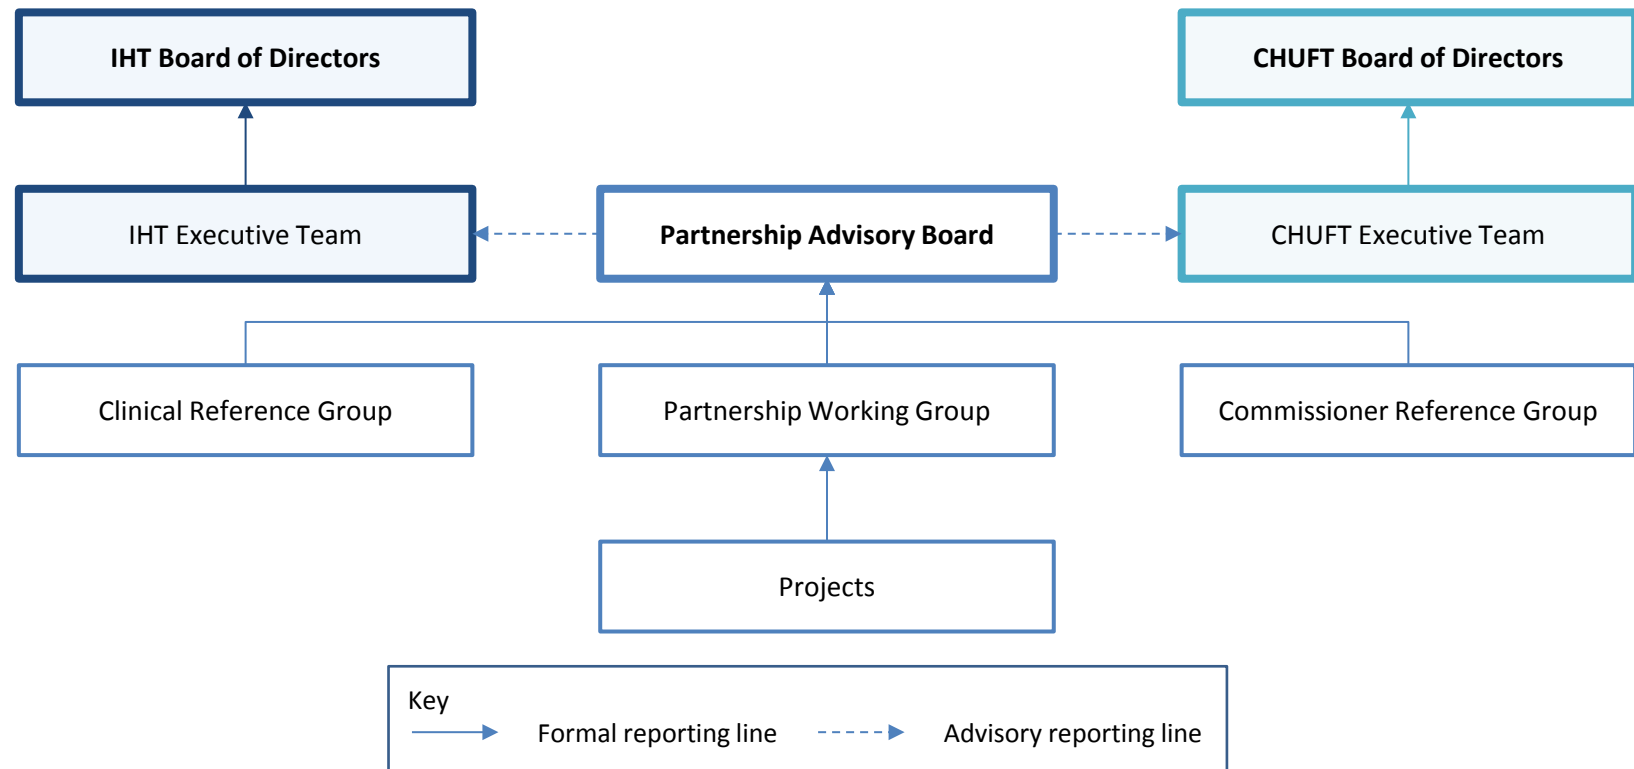 IHT Board of Directors
CHUFT Board of Directors
IHT Executive Team
Partnership Advisory Board
CHUFT Executive Team
Clinical Reference Group
Partnership Working Group
Commissioner Reference Group
Projects
Key
Formal reporting line
Advisory reporting line